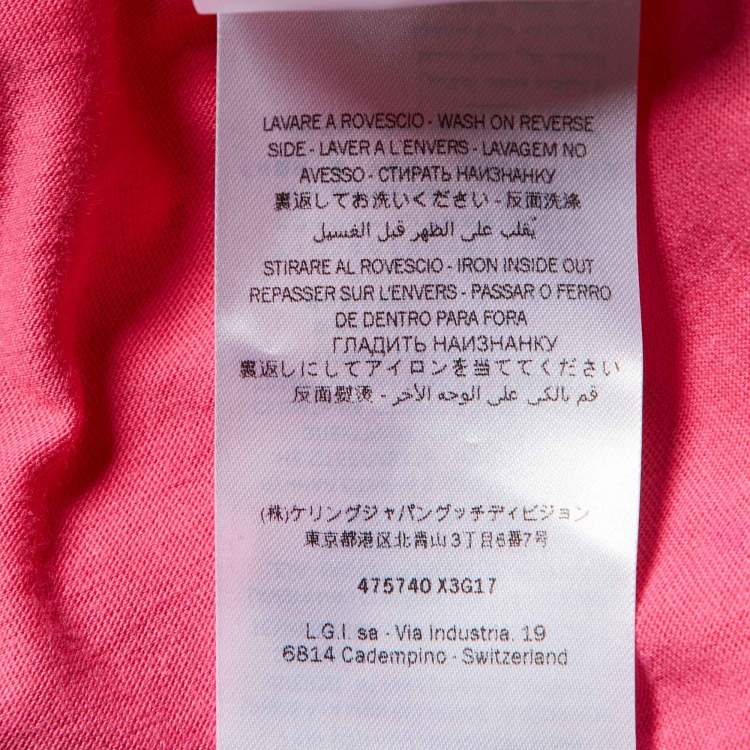 LAVARE A ROVESCIO - WASH ON REVERSE
SIDE - LAVER A L'ENVERS - LAVAGEM NO
AVESSO - СТИРАТЬ НАИЗНАНКУ
裏返してお洗いください - 反面洗滌
يُقلب على الظهر قبل الغسيل
STIRARE AL ROVESCIO - IRON INSIDE OUT
REPASSER SUR L'ENVERS - PASSAR O FERRO
DE DENTRO PARA FORA
ГЛАДИТЬ НАИЗНАНКУ
裏返しにしてアイロンを当ててください
反面熨燙 - قم بالكي على الوجه الآخر
(株)ケリングジャパングッチディビジョン
東京都港区北青山3丁目6番7号
475740 X3G17
L.G.I. sa - Via Industria. 19
6814 Cadempino - Switzerland